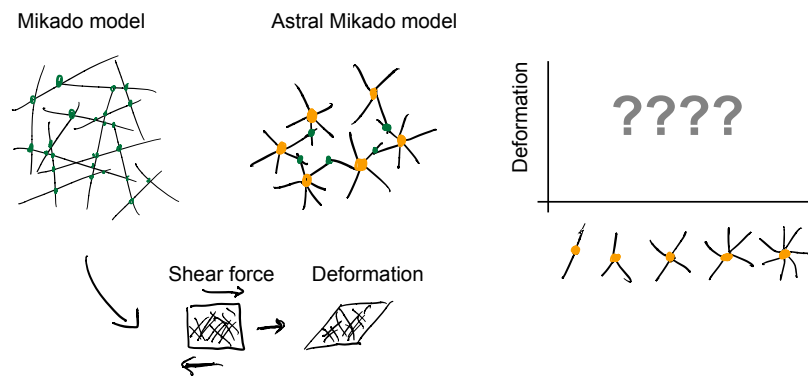 Mikado model
Astral Mikado model
Deformation
????
Shear force
Deformation